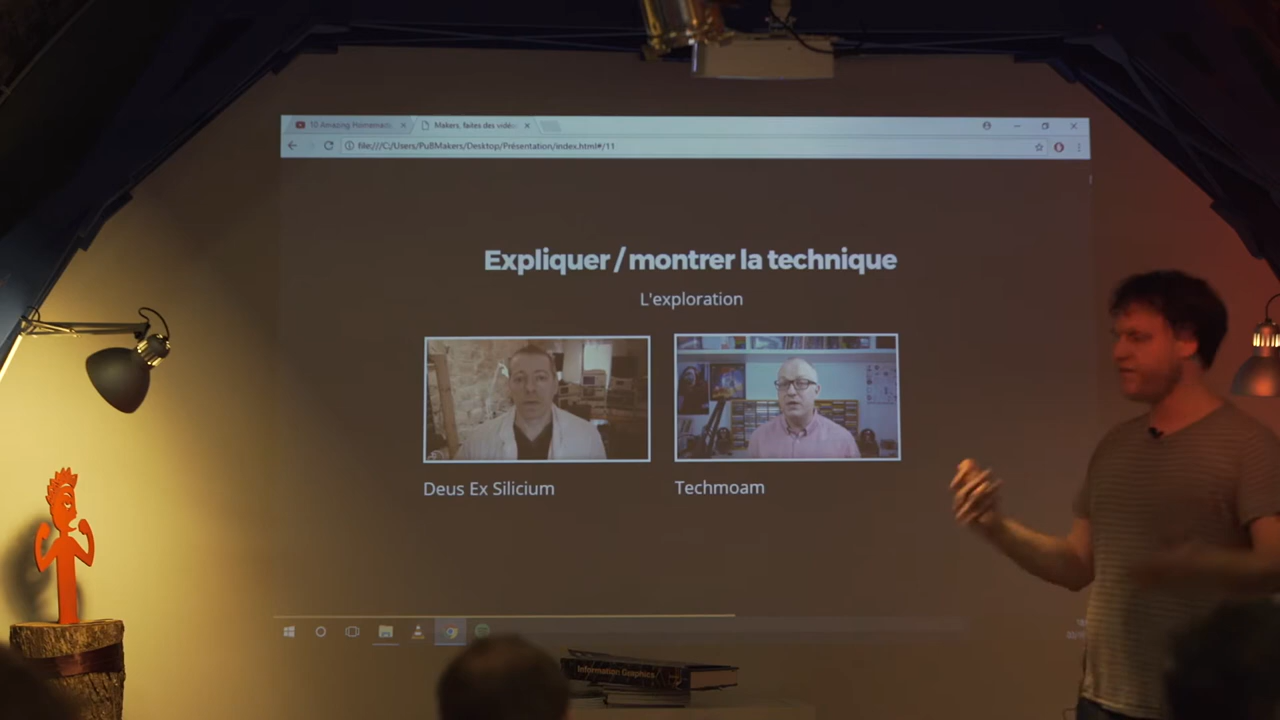 10 Amazing Homemade
Makers, faites des vidéo
file:///C:/Users/Pu8Makers/Desktop/Présentation/index.html#/11
Expliquer / montrer la technique
L'exploration
Deus Ex Silicium
Techmoam
Information Graphics